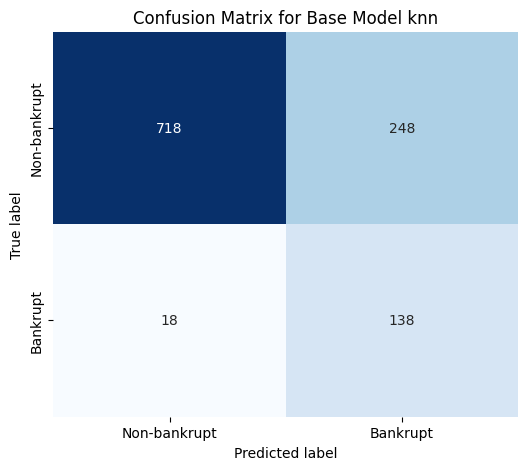 Confusion Matrix for Base Model knn
True label
Non-bankrupt
718
248
Bankrupt
18
138
Non-bankrupt
Bankrupt
Predicted label